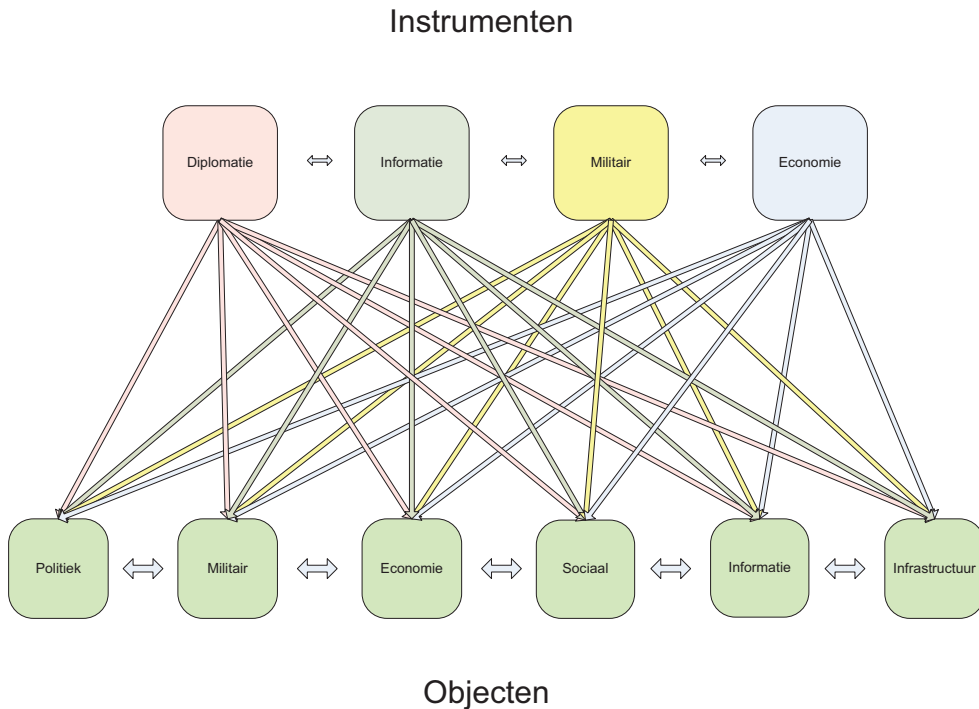 Instrumenten
Diplomatie
Informatie
Militair
Economie
Politiek
Militair
Economie
Sociaal
Informatie
Infrastructuur
Objecten